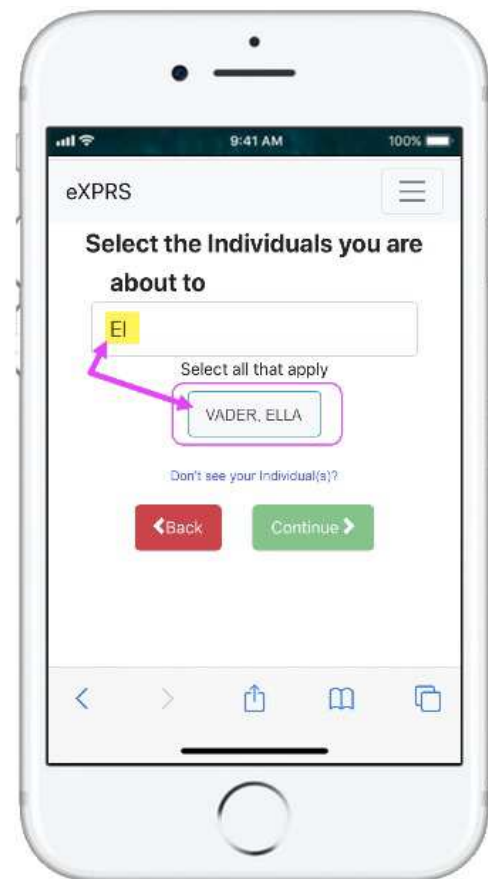 9:41 AM 100%
eXPRS
Select the Individuals you are
about to
El
Select all that apply
VADER, ELLA
Don't see your Individual(s)?
Back Continue